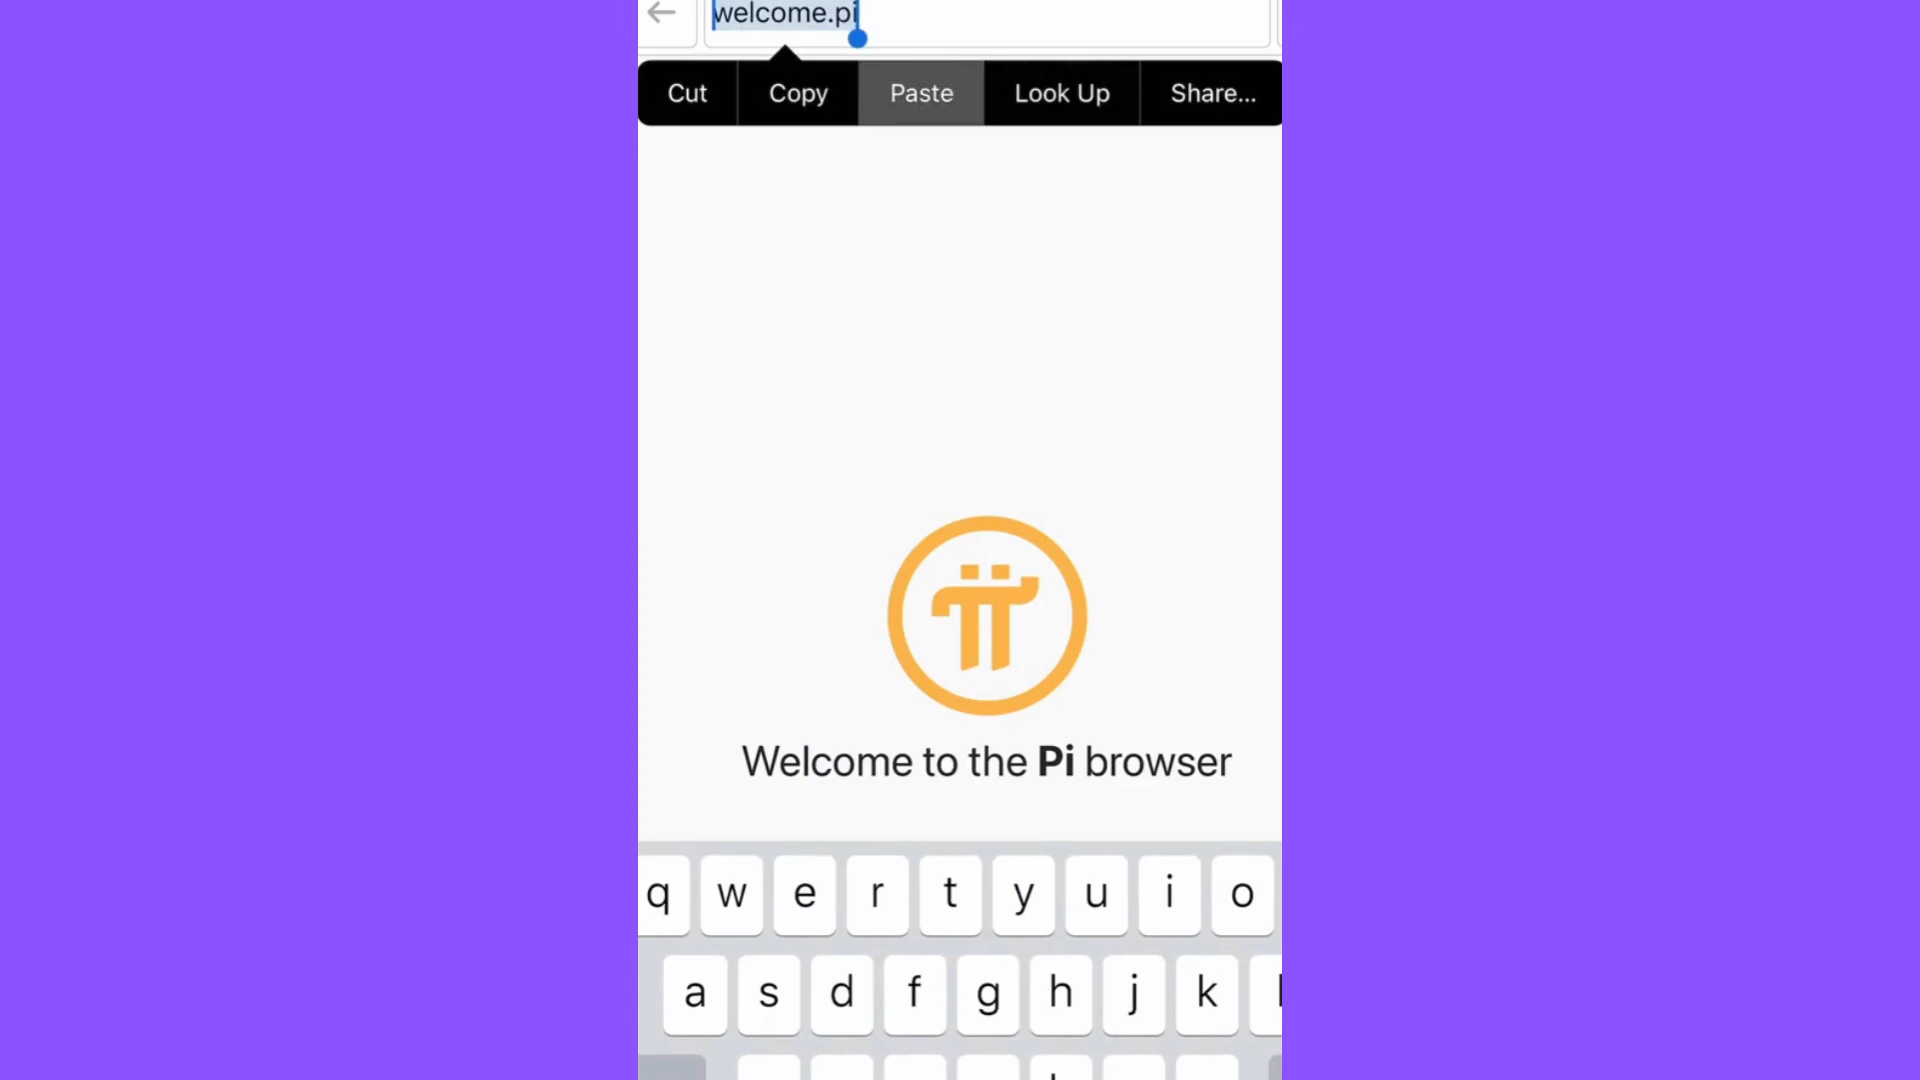 welcome.pi
Cut Copy Paste Look Up Share...
Welcome to the Pi browser
q w e r t y u i o
a s d f g h j k